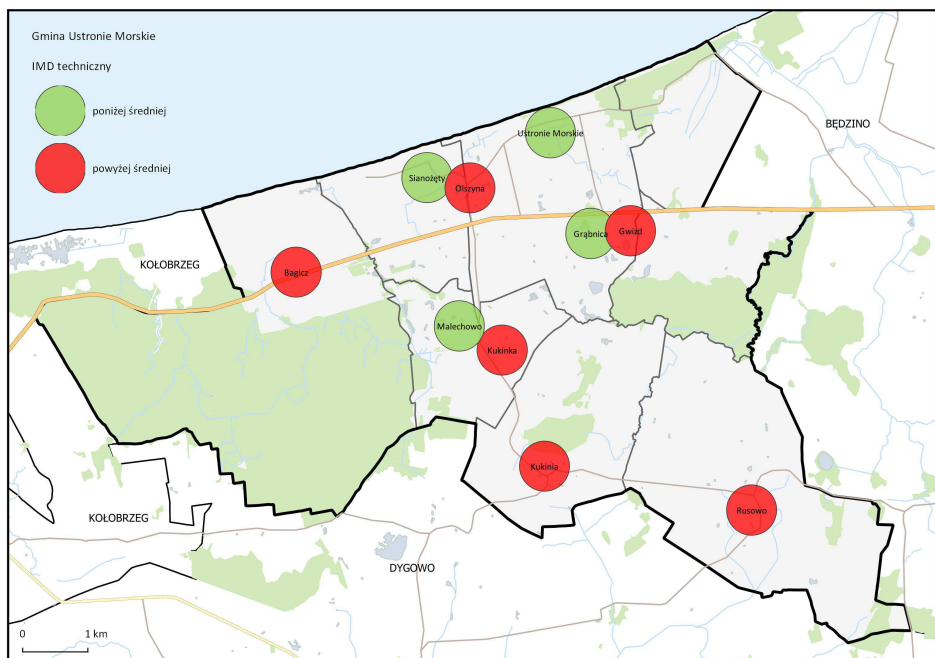 Gmina Ustronie Morskie
IMD techniczny
poniżej średniej
powyżej średniej
Ustronie Morskie
BĘDZINO
Sianożęty
Olszyna
Grąbnica
Gwizd
KOŁOBRZEG
Bagicz
Malechowo
Kukinka
Kukinia
Rusowo
KOŁOBRZEG
DYGOWO
0 1 km